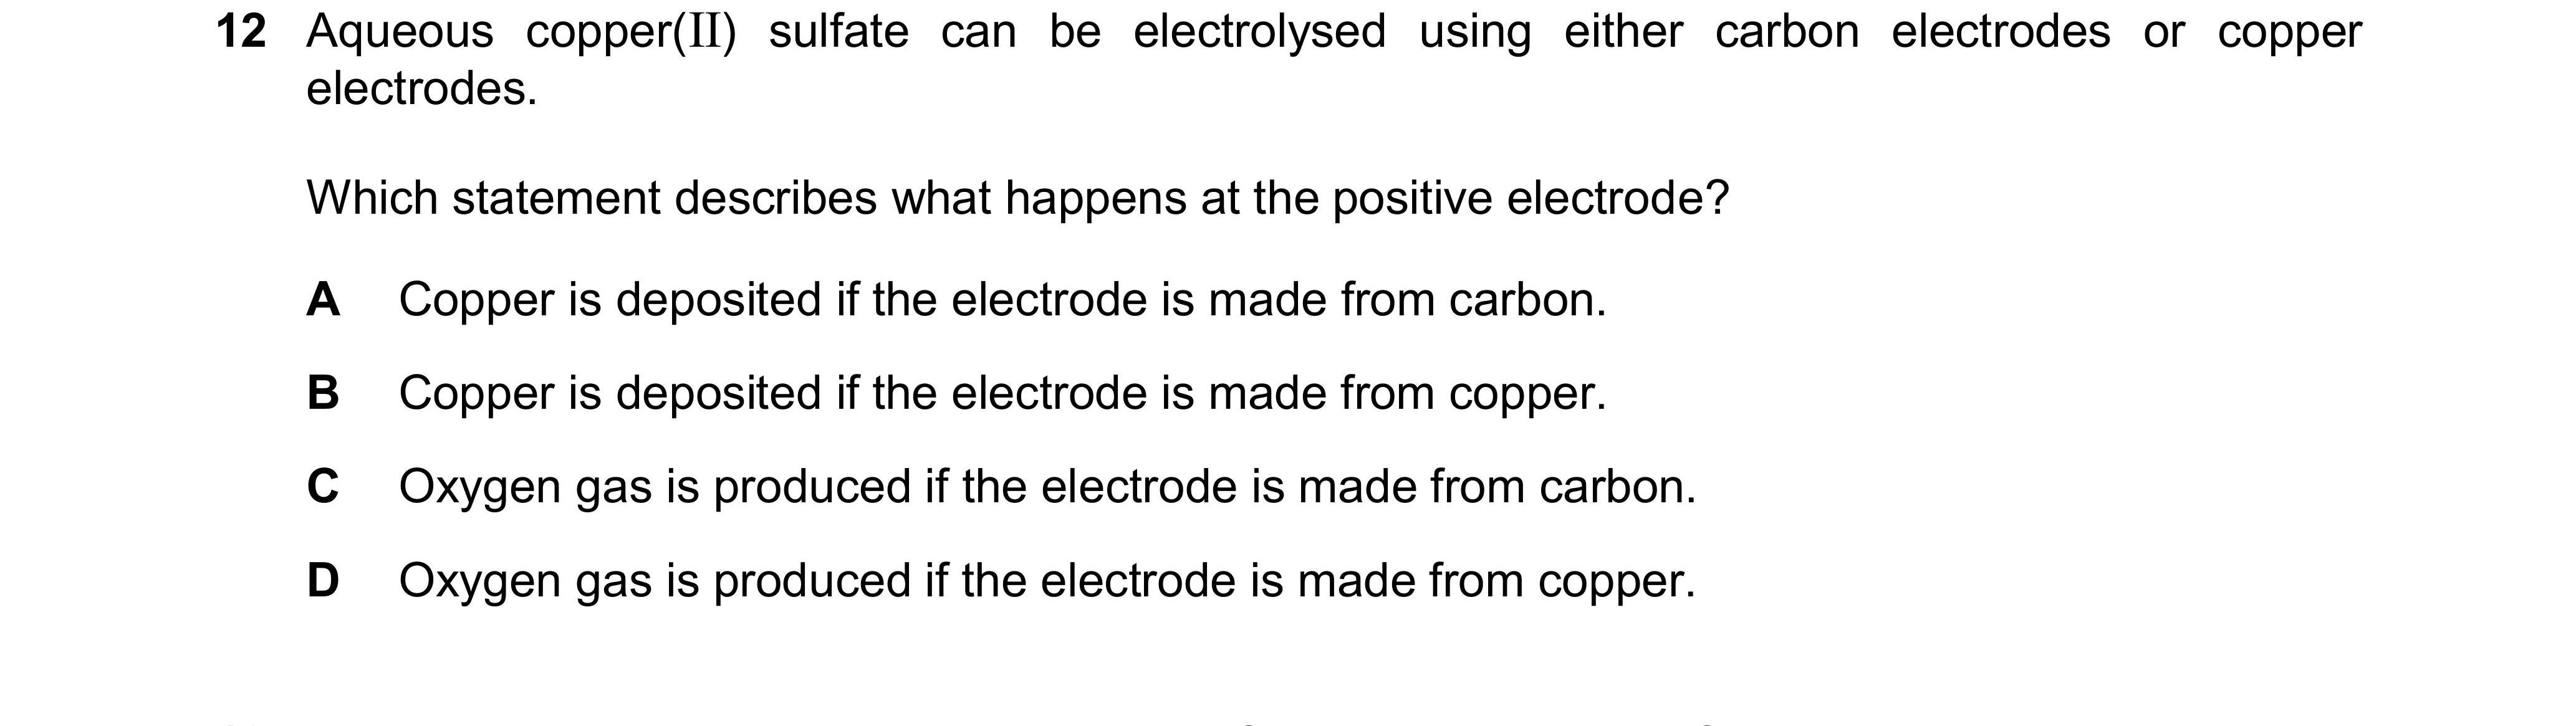 12 Aqueous copper(II) sulfate can be electrolysed using either carbon electrodes or copper
electrodes.
Which statement describes what happens at the positive electrode?
A Copper is deposited if the electrode is made from carbon.
B Copper is deposited if the electrode is made from copper.
C Oxygen gas is produced if the electrode is made from carbon.
D Oxygen gas is produced if the electrode is made from copper.